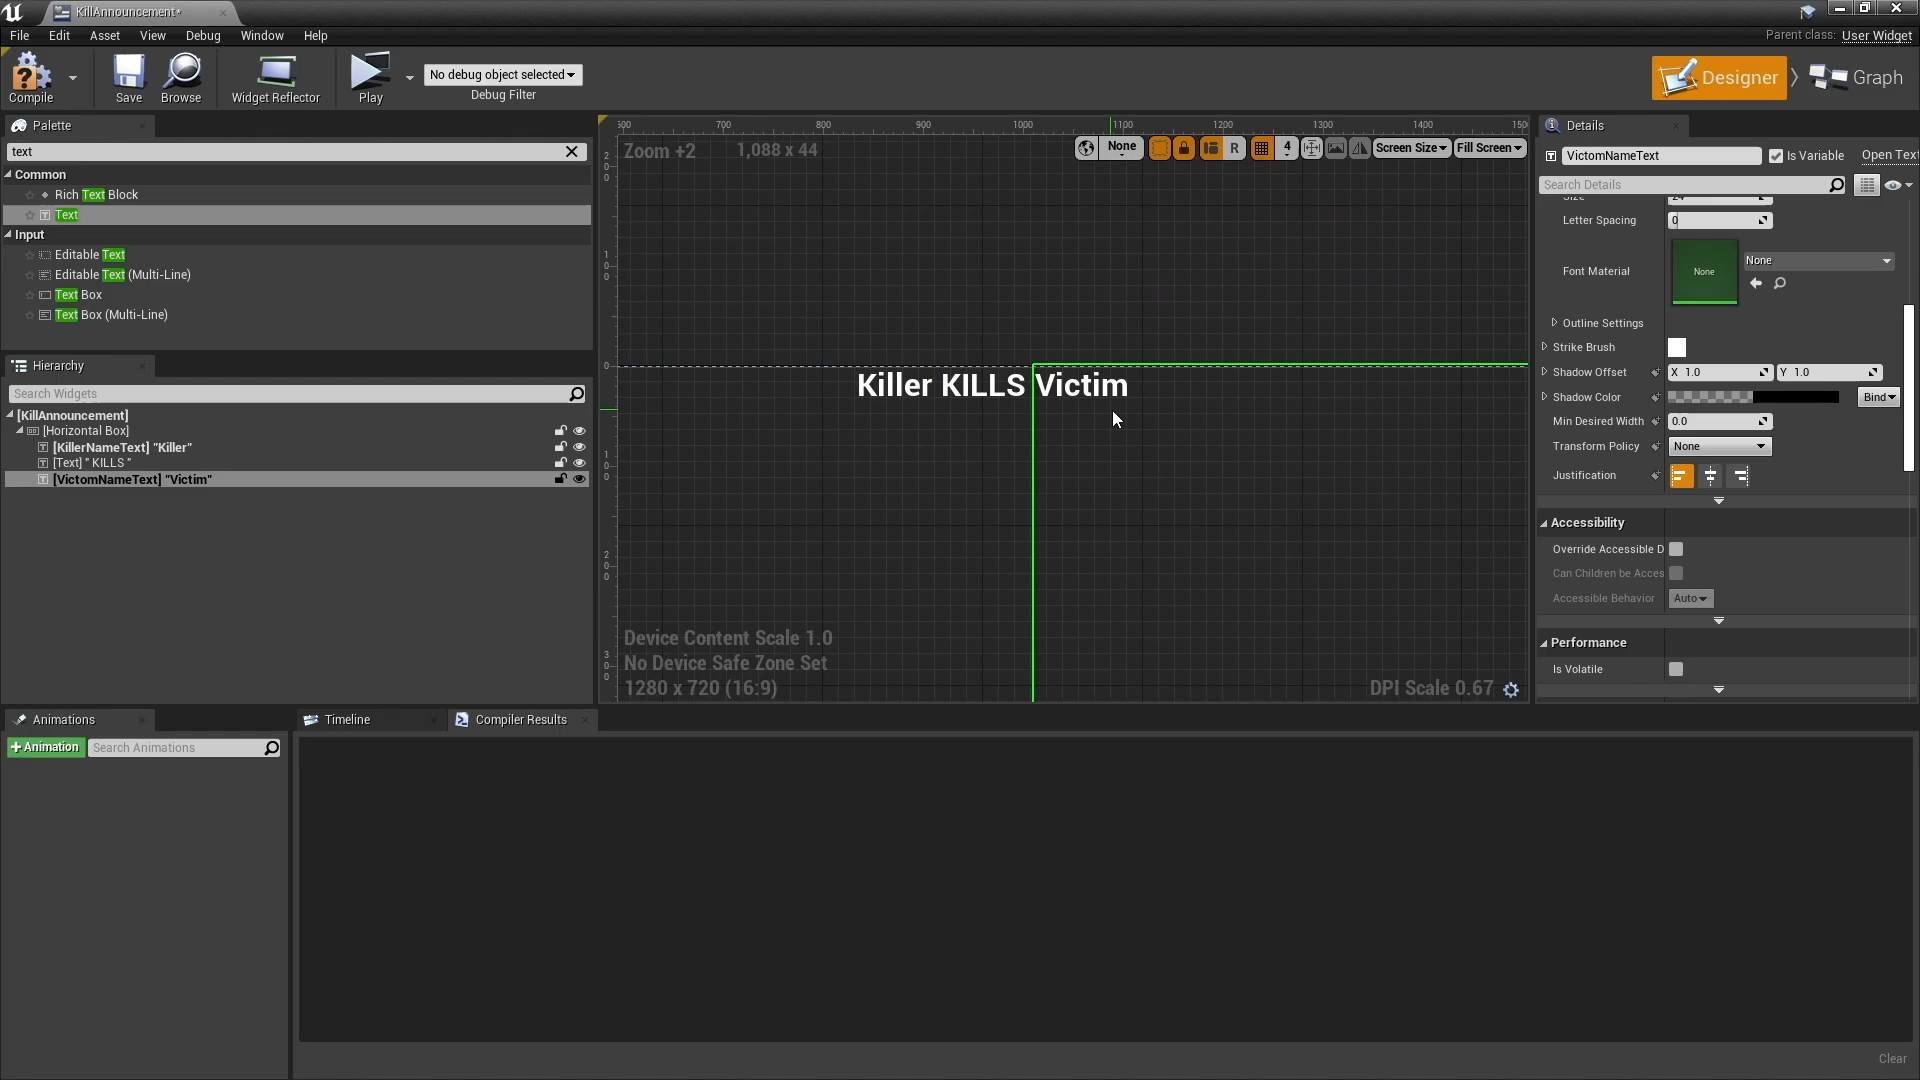 KillAnnouncement*
File Edit Asset View Debug Window Help
Parent class: User Widget
Compile Save Browse Widget Reflector Play
No debug object selected
Debug Filter
Designer Graph
Palette
text
Common
Rich Text Block
Text
Input
Editable Text
Editable Text (Multi-Line)
Text Box
Text Box (Multi-Line)
Hierarchy
Search Widgets
[KillAnnouncement]
[Horizontal Box]
[KillerNameText] "Killer"
[Text] " KILLS "
[VictomNameText] "Victim"
700 800 900 1000 1100 1200 1300 1400
Zoom +2 1,088 x 44
None R 4 Screen Size Fill Screen
Killer KILLS Victim
Device Content Scale 1.0
No Device Safe Zone Set
1280 x 720 (16:9)
DPI Scale 0.67
Details
VictomNameText Is Variable Open Text
Search Details
Size 24
Letter Spacing 0
Font Material None None
Outline Settings
Strike Brush
Shadow Offset X 1.0 Y 1.0
Shadow Color Bind
Min Desired Width 0.0
Transform Policy None
Justification
Accessibility
Override Accessible D
Can Children be Acces
Accessible Behavior Auto
Performance
Is Volatile
Animations
+Animation Search Animations
Timeline Compiler Results
Clear